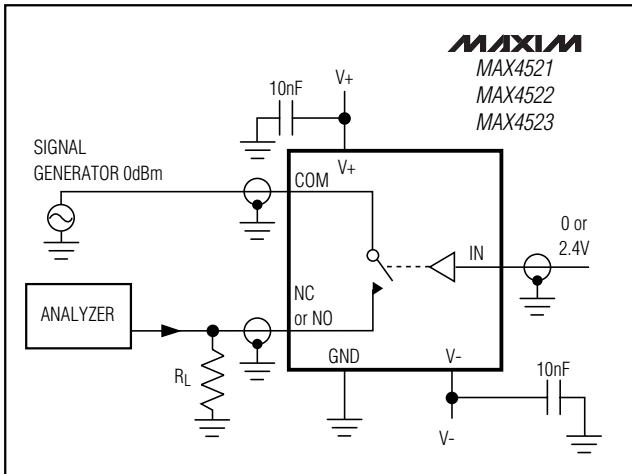 MAXIM
MAX4521
MAX4522
MAX4523
V+
10nF
SIGNAL
GENERATOR 0dBm
V+
COM
0 or
2.4V
IN
NC
or NO
ANALYZER
RL
GND
V-
10nF
V-